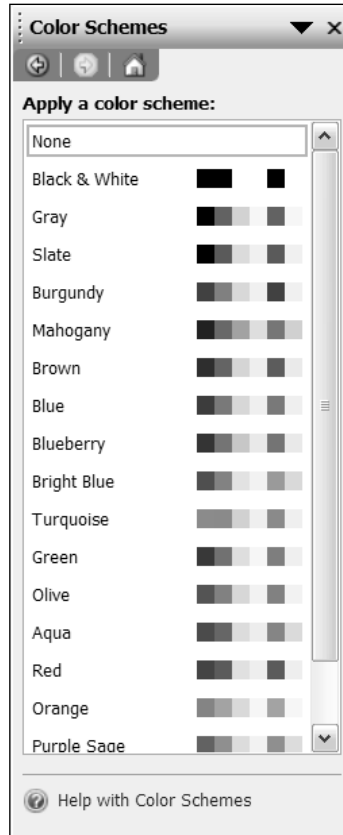 Color Schemes
Apply a color scheme:
None
Black & White
Gray
Slate
Burgundy
Mahogany
Brown
Blue
Blueberry
Bright Blue
Turquoise
Green
Olive
Aqua
Red
Orange
Purple Sage
Help with Color Schemes